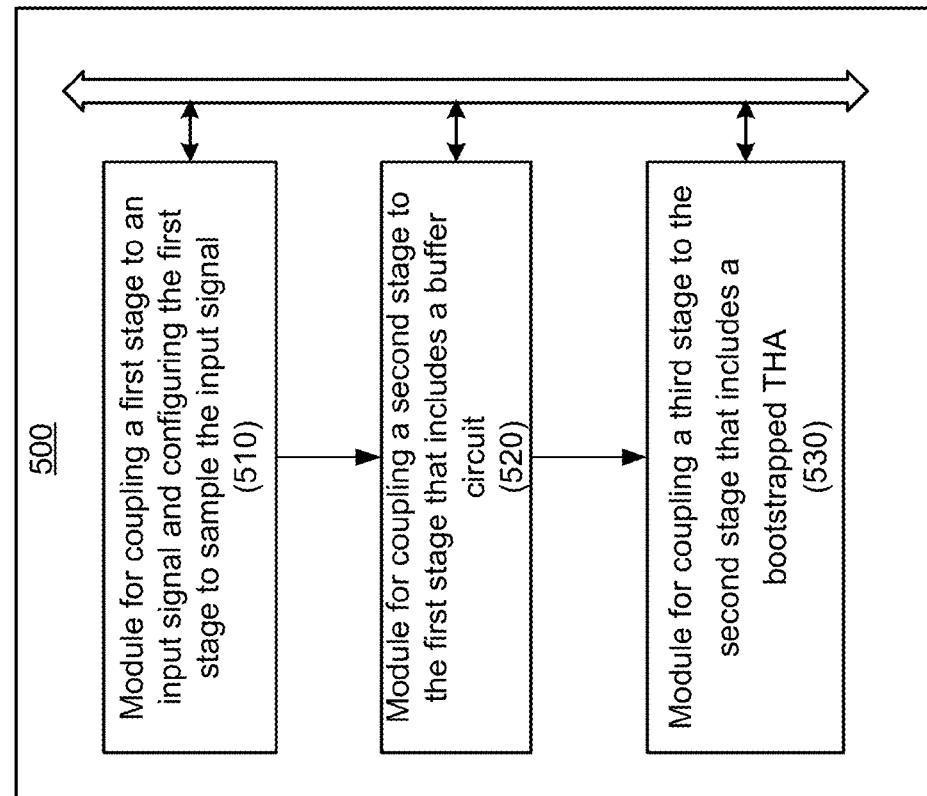 500
Module for coupling a first stage to an
input signal and configuring the first
stage to sample the input signal
(510)
Module for coupling a second stage to
the first stage that includes a buffer
circuit
(520)
Module for coupling a third stage to the
second stage that includes a
bootstrapped THA
(530)